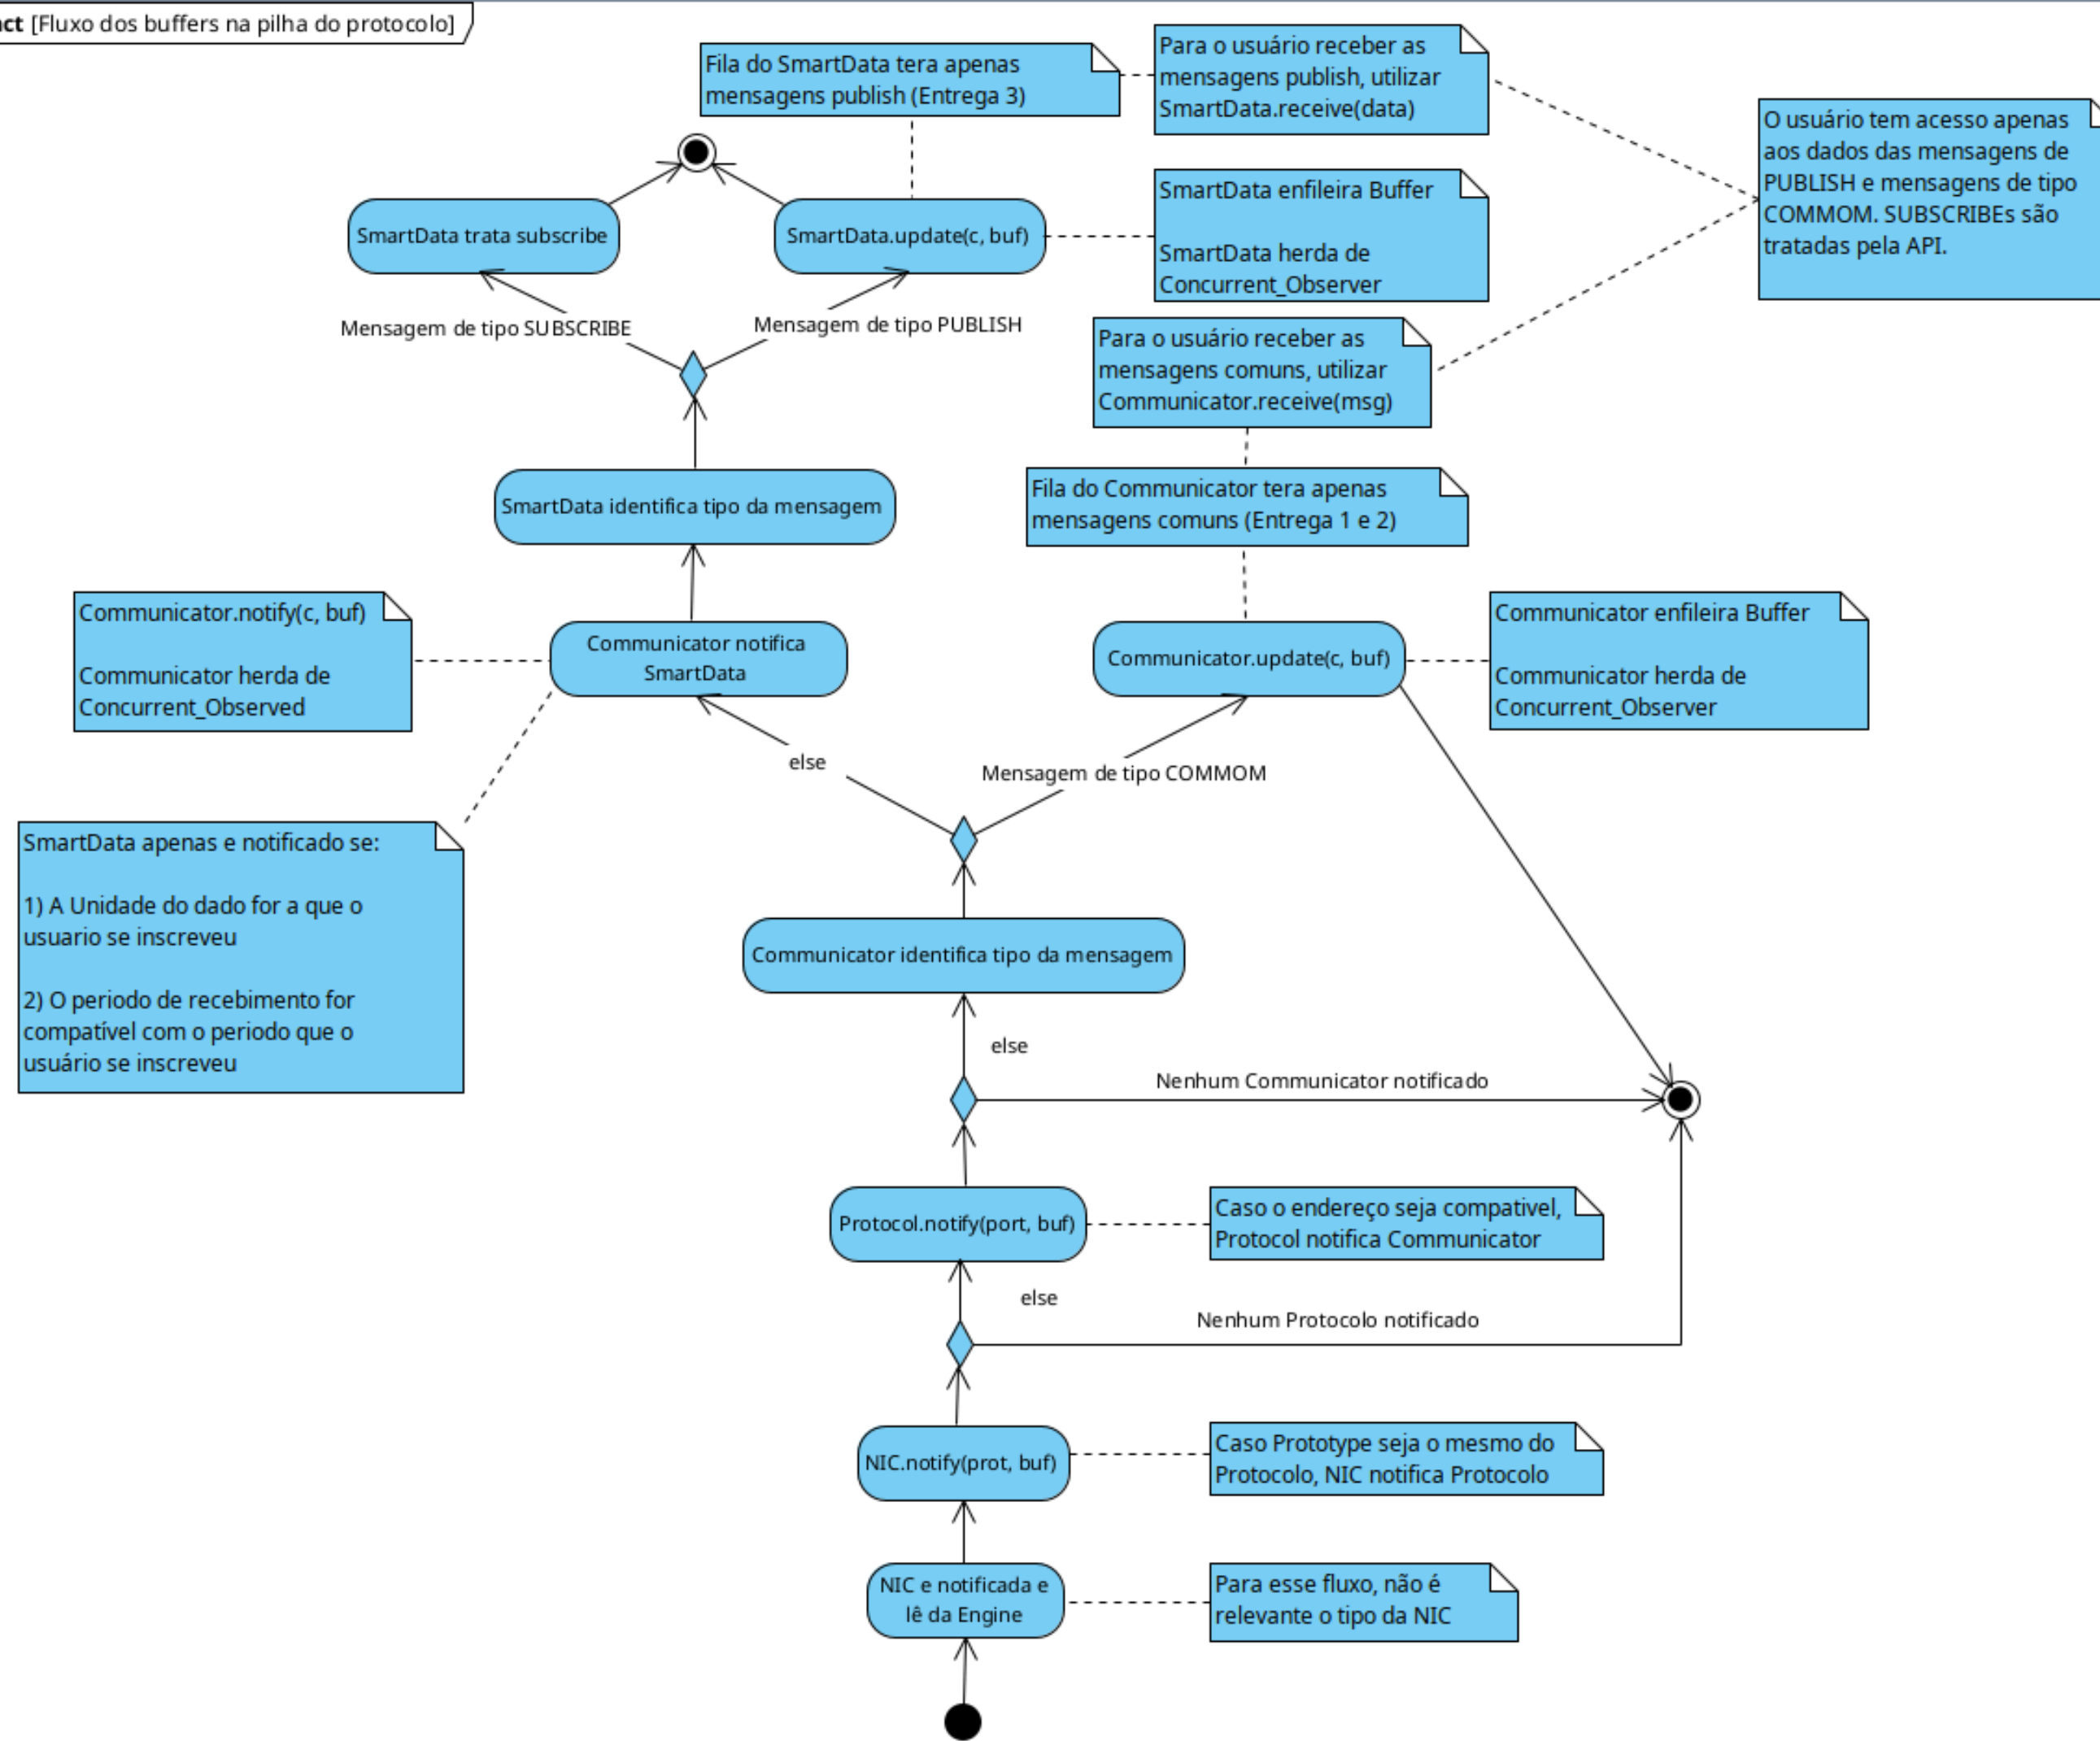 act [Fluxo dos buffers na pilha do protocolo]
Fila do SmartData tera apenas
mensagens publish (Entrega 3)
Para o usuário receber as
mensagens publish, utilizar
SmartData.receive(data)
O usuário tem acesso apenas
aos dados das mensagens de
PUBLISH e mensagens de tipo
COMMOM. SUBSCRIBEs são
tratadas pela API.
SmartData trata subscribe
SmartData.update(c, buf)
SmartData enfileira Buffer
SmartData herda de
Concurrent_Observer
Mensagem de tipo SUBSCRIBE
Mensagem de tipo PUBLISH
Para o usuário receber as
mensagens comuns, utilizar
Communicator.receive(msg)
SmartData identifica tipo da mensagem
Fila do Communicator tera apenas
mensagens comuns (Entrega 1 e 2)
Communicator.notify(c, buf)
Communicator herda de
Concurrent_Observed
Communicator notifica
SmartData
Communicator.update(c, buf)
Communicator enfileira Buffer
Communicator herda de
Concurrent_Observer
else
Mensagem de tipo COMMOM
SmartData apenas e notificado se:
1) A Unidade do dado for a que o
usuario se inscreveu
2) O periodo de recebimento for
compatível com o periodo que o
usuário se inscreveu
Communicator identifica tipo da mensagem
else
Nenhum Communicator notificado
Protocol.notify(port, buf)
Caso o endereço seja compativel,
Protocol notifica Communicator
else
Nenhum Protocolo notificado
NIC.notify(prot, buf)
Caso Prototype seja o mesmo do
Protocolo, NIC notifica Protocolo
NIC e notificada e
lê da Engine
Para esse fluxo, não é
relevante o tipo da NIC